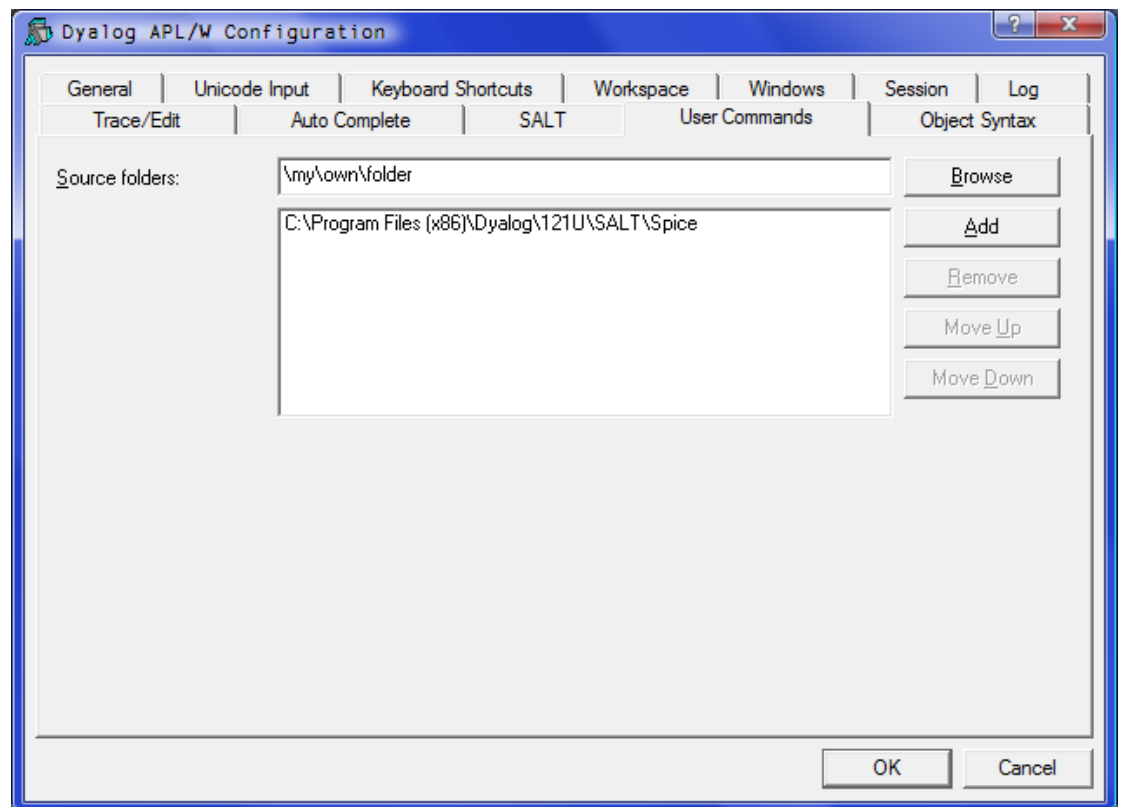 Dyalog APL/W Configuration
? X
General Unicode Input Keyboard Shortcuts Workspace Windows Session Log
Trace/Edit Auto Complete SALT User Commands Object Syntax
Source folders: \my\own\folder Browse
C:\Program Files (x86)\Dyalog\121U\SALT\Spice Add
Remove
Move Up
Move Down
OK Cancel